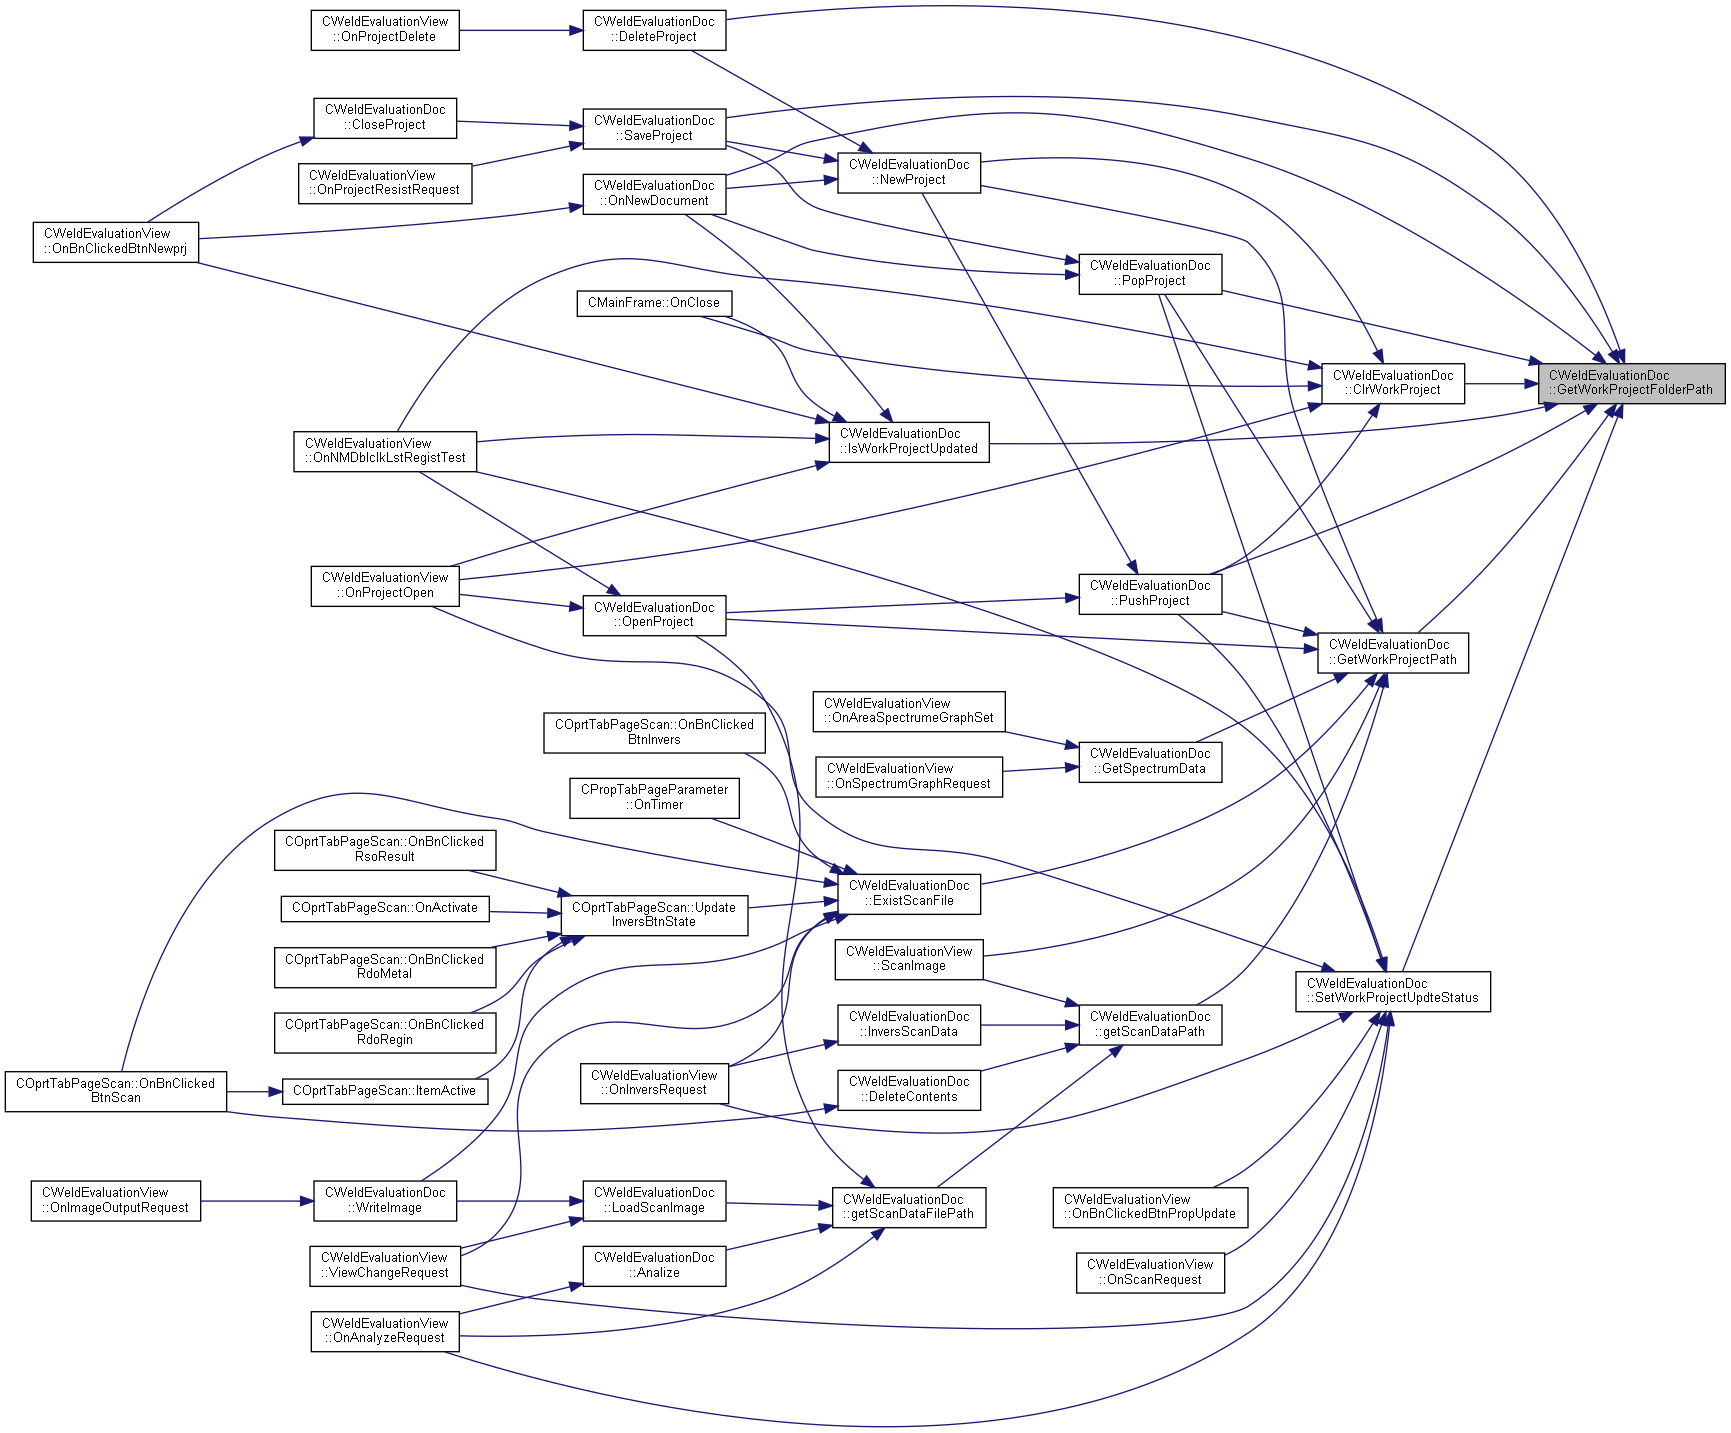 CWeldEvaluationView
::OnProjectDelete
CWeldEvaluationDoc
::DeleteProject
CWeldEvaluationDoc
::CloseProject
CWeldEvaluationDoc
::SaveProject
CWeldEvaluationView
::OnProjectResistRequest
CWeldEvaluationDoc
::OnNewDocument
CWeldEvaluationDoc
::NewProject
CWeldEvaluationView
::OnBnClickedBtnNewprj
CWeldEvaluationDoc
::PopProject
CMainFrame::OnClose
CWeldEvaluationDoc
::ClrWorkProject
CWeldEvaluationDoc
::GetWorkProjectFolderPath
CWeldEvaluationView
::OnNMDblclkLstRegistTest
CWeldEvaluationDoc
::IsWorkProjectUpdated
CWeldEvaluationView
::OnProjectOpen
CWeldEvaluationDoc
::OpenProject
CWeldEvaluationDoc
::PushProject
CWeldEvaluationDoc
::GetWorkProjectPath
CWeldEvaluationView
::OnAreaSpectrumeGraphSet
COprtTabPageScan::OnBnClicked
BtnInvers
CWeldEvaluationDoc
::GetSpectrumData
CWeldEvaluationView
::OnSpectrumGraphRequest
CPropTabPageParameter
::OnTimer
COprtTabPageScan::OnBnClicked
RsoResult
CWeldEvaluationDoc
::ExistScanFile
COprtTabPageScan::OnActivate
COprtTabPageScan::Update
InversBtnState
COprtTabPageScan::OnBnClicked
RdoMetal
CWeldEvaluationView
::ScanImage
CWeldEvaluationDoc
::SetWorkProjectUpdteStatus
COprtTabPageScan::OnBnClicked
RdoRegin
CWeldEvaluationDoc
::InversScanData
CWeldEvaluationDoc
::getScanDataPath
COprtTabPageScan::OnBnClicked
BtnScan
COprtTabPageScan::ItemActive
CWeldEvaluationView
::OnInversRequest
CWeldEvaluationDoc
::DeleteContents
CWeldEvaluationView
::OnImageOutputRequest
CWeldEvaluationDoc
::WriteImage
CWeldEvaluationDoc
::LoadScanImage
CWeldEvaluationDoc
::getScanDataFilePath
CWeldEvaluationView
::OnBnClickedBtnPropUpdate
CWeldEvaluationView
::ViewChangeRequest
CWeldEvaluationDoc
::Analize
CWeldEvaluationView
::OnScanRequest
CWeldEvaluationView
::OnAnalyzeRequest